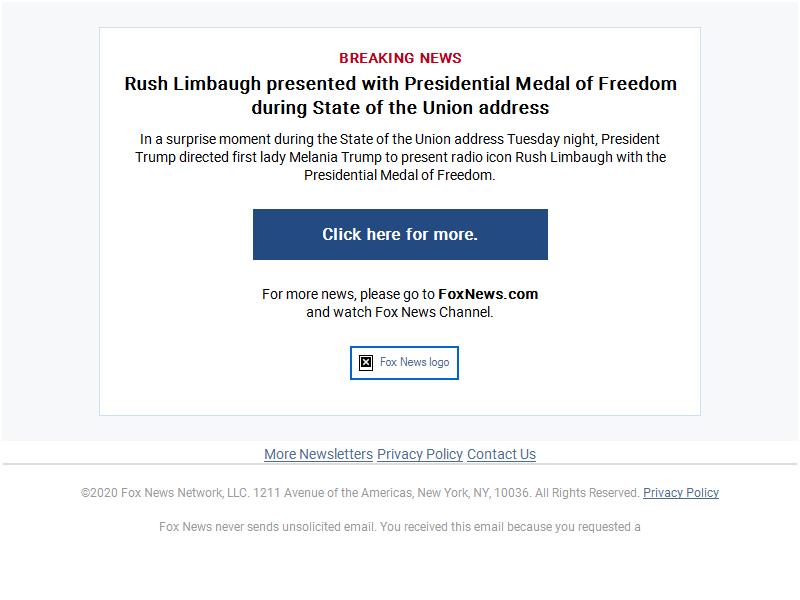 BREAKING NEWS
Rush Limbaugh presented with Presidential Medal of Freedom
during State of the Union address
In a surprise moment during the State of the Union address Tuesday night, President
Trump directed first lady Melania Trump to present radio icon Rush Limbaugh with the
Presidential Medal of Freedom.
Click here for more.
For more news, please go to FoxNews.com
and watch Fox News Channel.
Fox News logo
More Newsletters Privacy Policy Contact Us
©2020 Fox News Network, LLC. 1211 Avenue of the Americas, New York, NY, 10036. All Rights Reserved. Privacy Policy
Fox News never sends unsolicited email. You received this email because you requested a